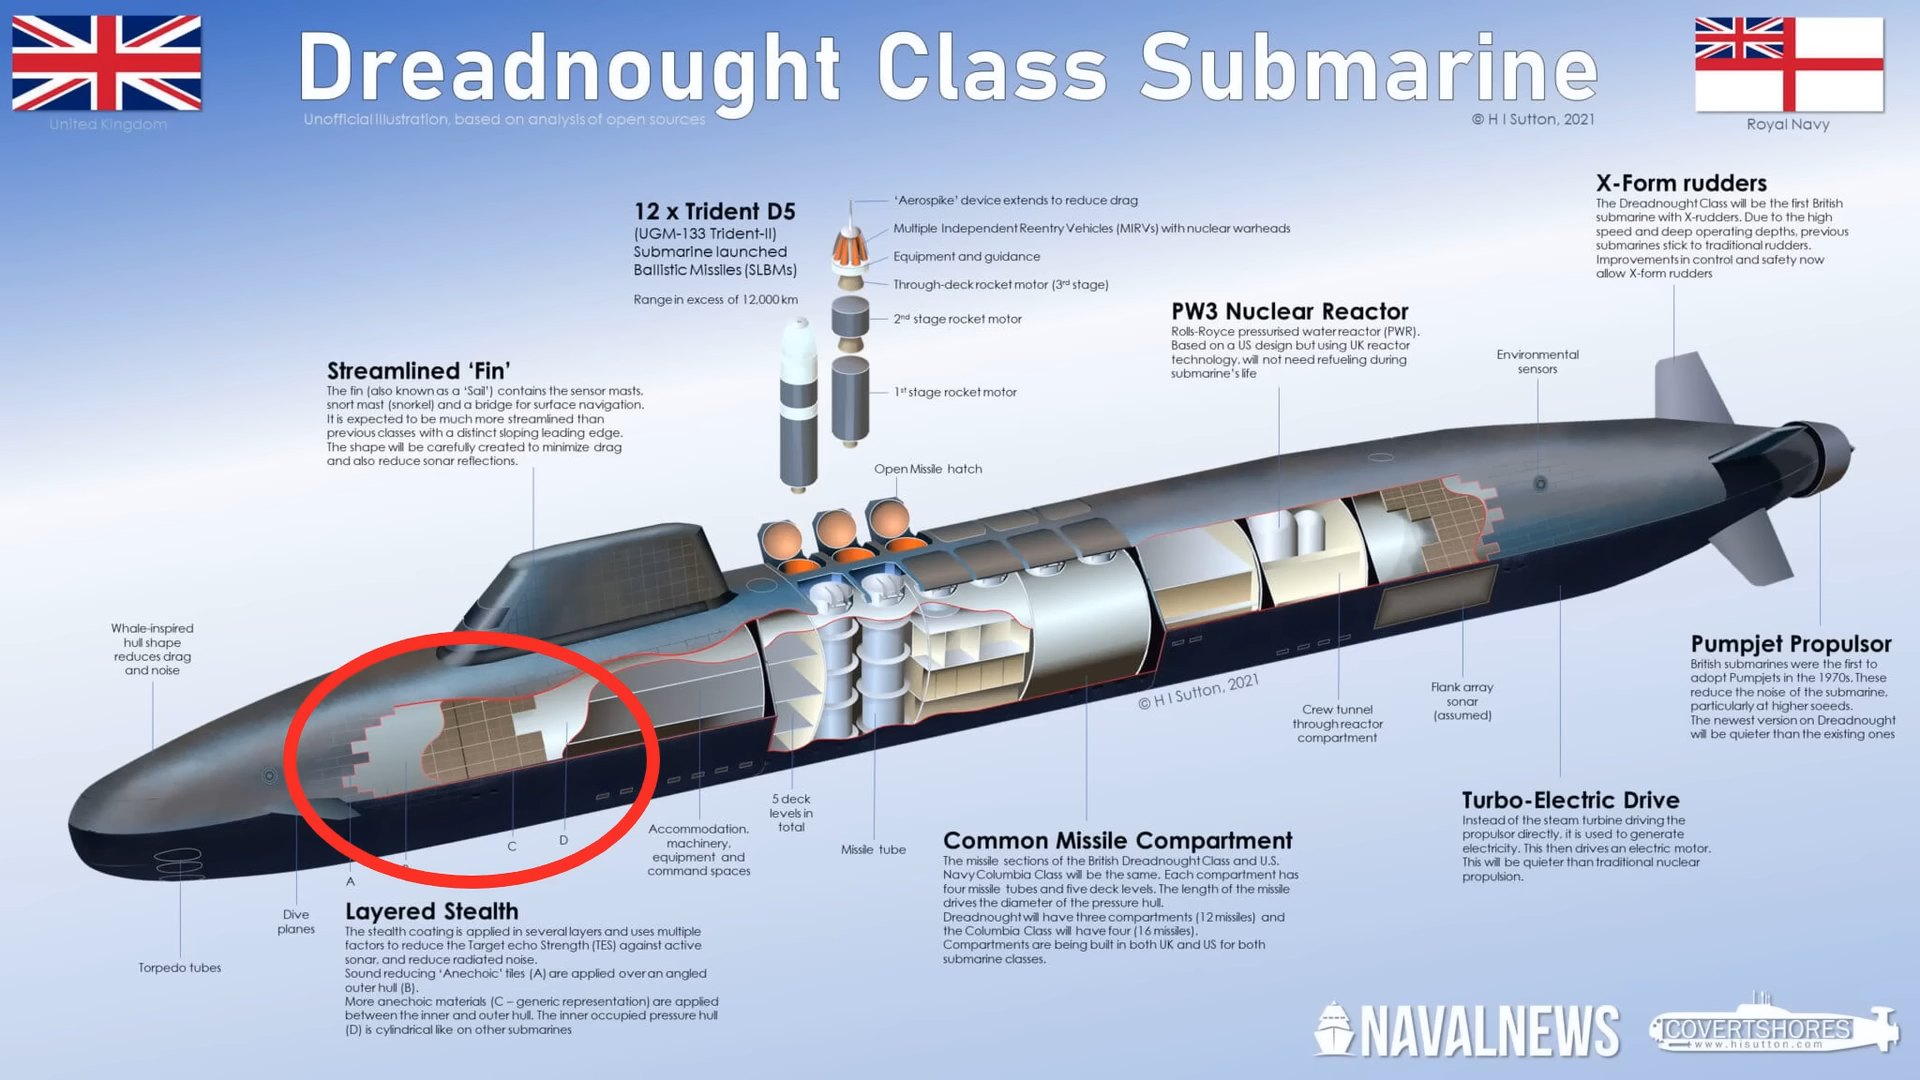 Dreadnought Class Submarine
United Kingdom
Unofficial Illustration, based on analysis of open sources
© H I Sutton, 2021
Royal Navy
X-Form rudders
The Dreadnought Class will be the first British
submarine with X-rudders. Due to the high
speed and deep operating depths, previous
submarines stick to traditional rudders.
Improvements in control and safety now
allow X-form rudders
12 x Trident D5
(UGM-133 Trident-II)
Submarine launched
Ballistic Missiles (SLBMs)
Range in excess of 12,000 km
'Aerospike' device extends to reduce drag
Multiple Independent Reentry Vehicles (MIRVs) with nuclear warheads
Equipment and guidance
Through-deck rocket motor (3rd stage)
2nd stage rocket motor
1st stage rocket motor
PW3 Nuclear Reactor
Rolls-Royce pressurised water reactor (PWR).
Based on a US design but using UK reactor
technology, will not need refueling during
submarine's life
Environmental
sensors
Streamlined 'Fin'
The fin (also known as a 'Sail') contains the sensor masts,
snort mast (snorkel) and a bridge for surface navigation.
It is expected to be much more streamlined than
previous classes with a distinct sloping leading edge.
The shape will be carefully created to minimize drag
and also reduce sonar reflections.
Open Missile hatch
Whale-inspired
hull shape
reduces drag
and noise
Pumpjet Propulsor
British submarines were the first to
adopt Pumpjets in the 1970s. These
reduce the noise of the submarine,
particularly at higher soeeds.
The newest version on Dreadnought
will be quieter than the existing ones
© H I Sutton, 2021
Flank array
sonar
(assumed)
Crew tunnel
through reactor
compartment
5 deck
levels in
total
Accommodation,
machinery,
equipment and
command spaces
Missile tube
Turbo-Electric Drive
Instead of the steam turbine driving the
propulsor directly, it is used to generate
electricity. This then drives an electric motor.
This will be quieter than traditional nuclear
propulsion.
Common Missile Compartment
The missile sections of the British Dreadnought Class and U.S.
Navy Columbia Class will be the same. Each compartment has
four missile tubes and five deck levels. The length of the missile
drives the diameter of the pressure hull.
Dreadnought will have three compartments (12 missiles) and
the Columbia Class will have four (16 missiles).
Compartments are being built in both UK and US for both
submarine classes.
A
C
D
Dive
planes
Torpedo tubes
Layered Stealth
The stealth coating is applied in several layers and uses multiple
factors to reduce the Target echo Strength (TES) against active
sonar, and reduce radiated noise.
Sound reducing 'Anechoic' tiles (A) are applied over an angled
outer hull (B).
More anechoic materials (C – generic representation) are applied
between the inner and outer hull. The inner occupied pressure hull
(D) is cylindrical like on other submarines
NAVALNEWS
COVERTSHORES
www.hisutton.com